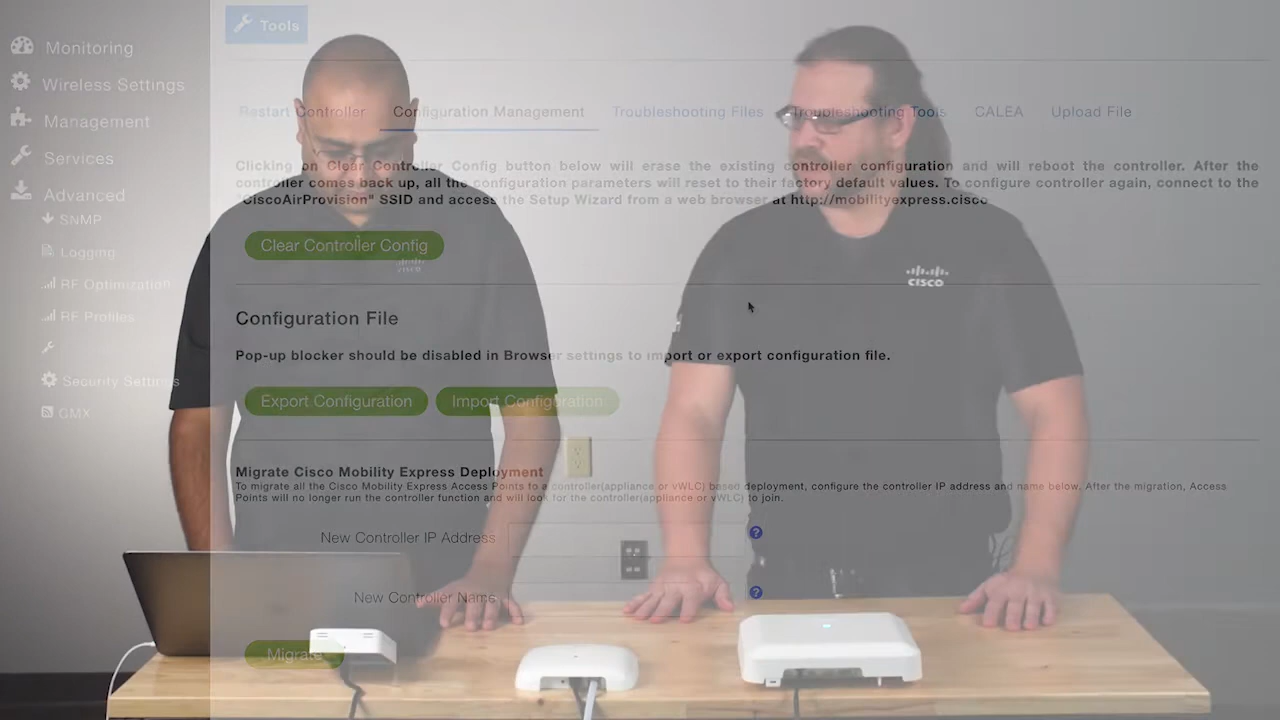 Tools
Monitoring
Wireless Settings
Management
Services
Advanced
SNMP
Logging
RF Optimization
RF Profiles
Security Settings
CMX
Restart Controller Configuration Management Troubleshooting Files Troubleshooting Tools CALEA Upload File
Clicking on Clear Controller Config button below will erase the existing controller configuration and will reboot the controller. After the
controller comes back up, all the configuration parameters will reset to their factory default values. To configure controller again, connect to the
"CiscoAirProvision" SSID and access the Setup Wizard from a web browser at http://mobilityexpress.cisco
Clear Controller Config
CISCO
Configuration File
Pop-up blocker should be disabled in Browser settings to import or export configuration file.
Export Configuration Import Configuration
Migrate Cisco Mobility Express Deployment
To migrate all the Cisco Mobility Express Access Points to a controller(appliance or vWLC) based deployment, configure the controller IP address and name below. After the migration, Access
Points will no longer run the controller function and will look for the controller(appliance or vWLC) to join.
New Controller IP Address ?
New Controller Name ?
Migrate